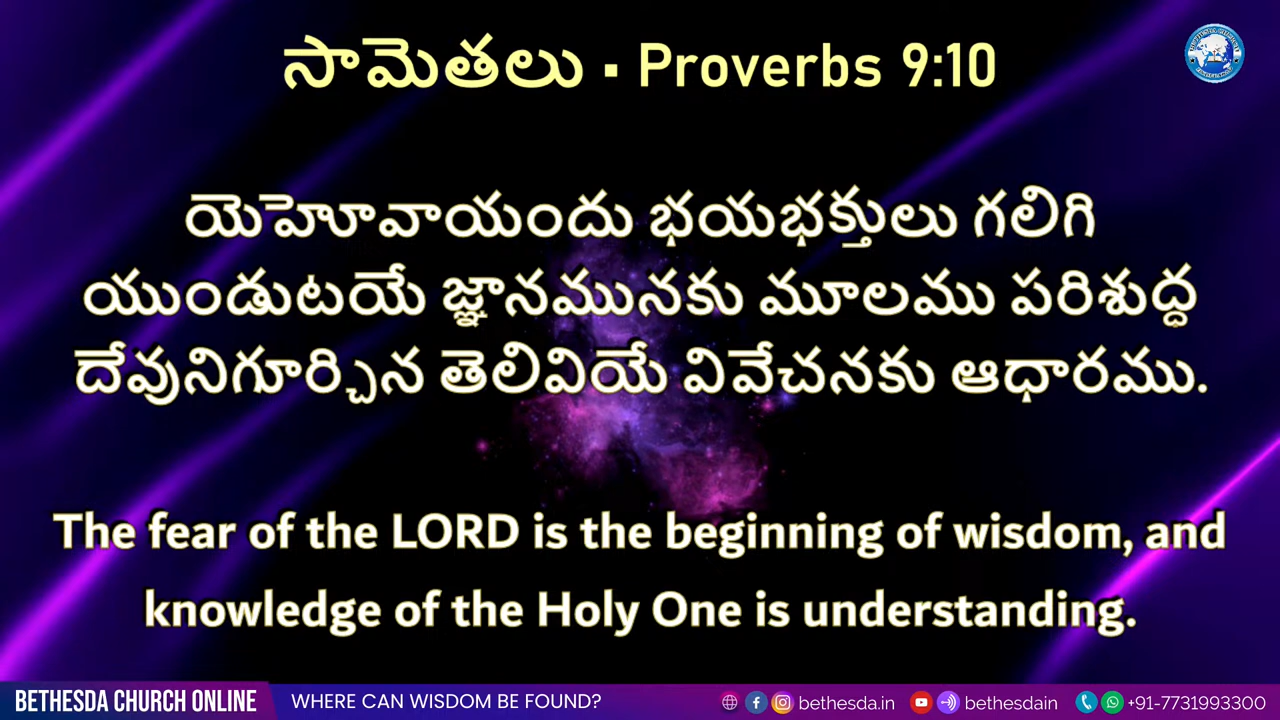 సామెతలు ▪ Proverbs 9:10
యెహెూవాయందు భయభక్తులు గలిగి
యుండుటయే జ్ఞానమునకు మూలము పరిశుద్ధ
దేవునిగూర్చిన తెలివియే వివేచనకు ఆధారము.
The fear of the LORD is the beginning of wisdom, and
knowledge of the Holy One is understanding.
BETHESDA CHURCH ONLINE WHERE CAN WISDOM BE FOUND? bethesda.in bethesdain +91-7731993300